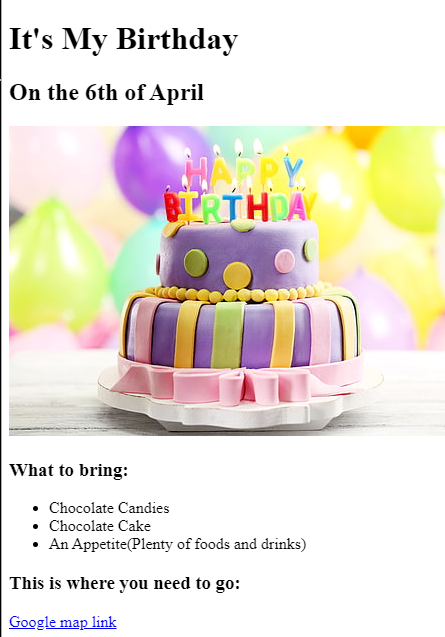 It's My Birthday
On the 6th of April
HAPPY
BIRTHDAY
What to bring:
Chocolate Candies
Chocolate Cake
An Appetite(Plenty of foods and drinks)
This is where you need to go:
Google map link